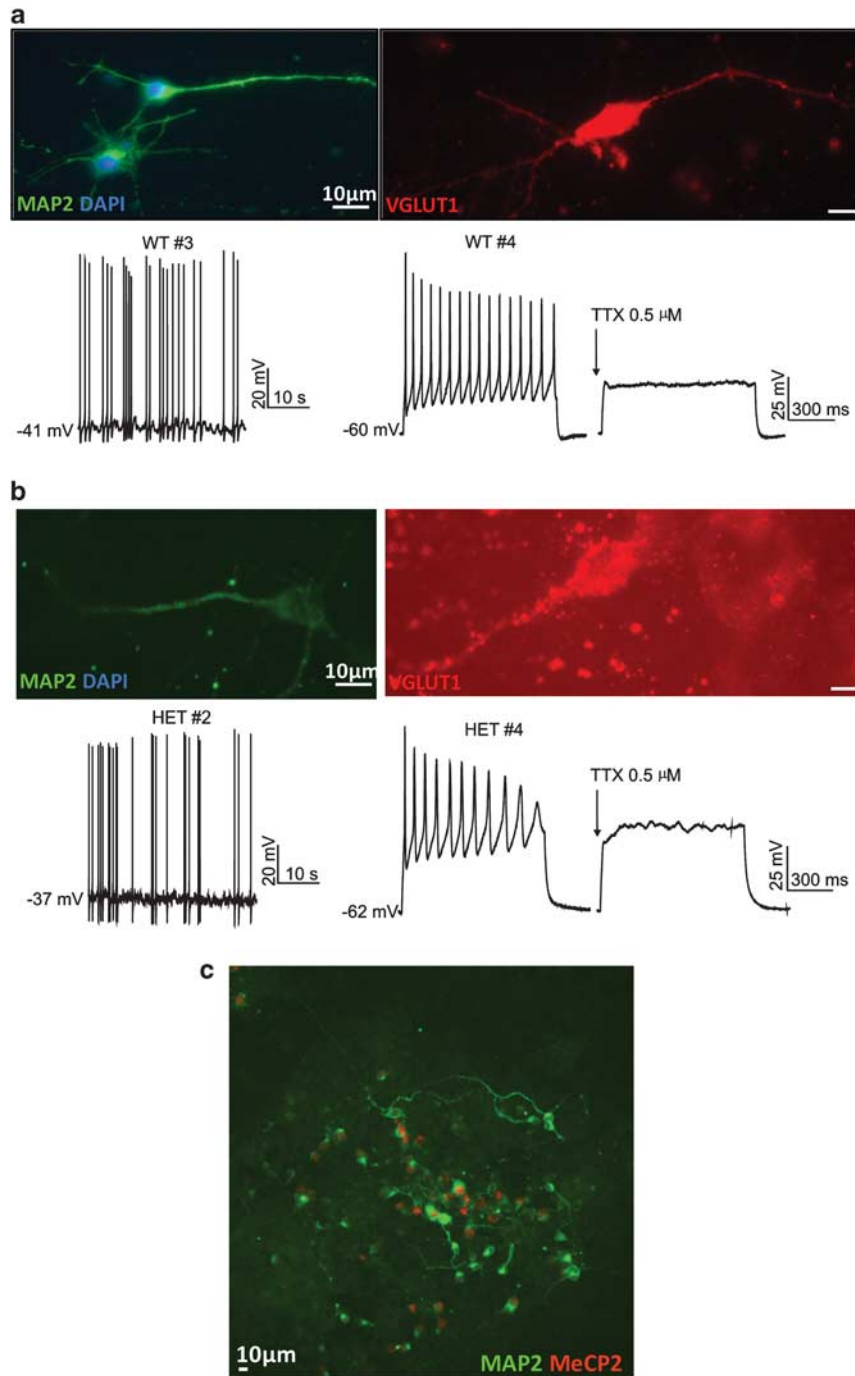 a
MAP2 DAPI
10μm
VGLUT1
WT #3
WT #4
TTX 0.5 μM
20 mV
10 s
-41 mV
-60 mV
25 mV
300 ms
b
MAP2 DAPI
10μm
VGLUT1
HET #2
HET #4
TTX 0.5 μM
20 mV
10 s
-37 mV
-62 mV
25 mV
300 ms
c
10μm
MAP2 MeCP2